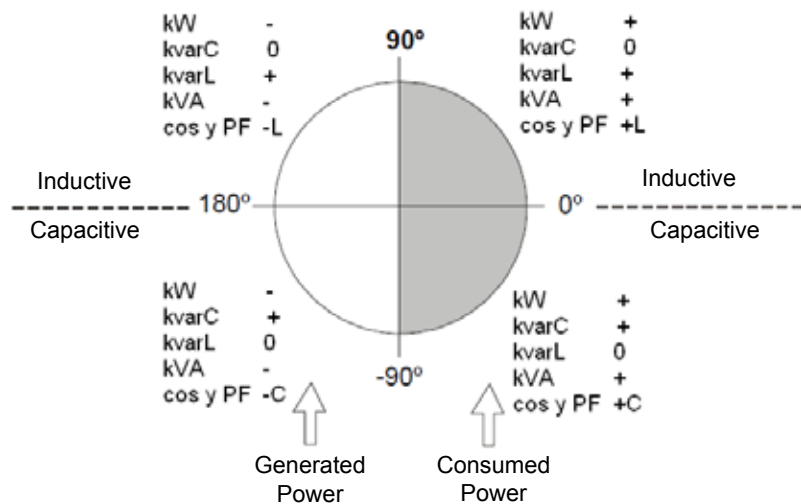 kW -
kvarC 0
kvarL +
kVA -
cos y PF -L
90º
kW +
kvarC 0
kvarL +
kVA +
cos y PF +L
Inductive
Capacitive
180º
0º
Inductive
Capacitive
kW -
kvarC +
kvarL 0
kVA -
cos y PF -C
-90º
kW +
kvarC +
kvarL 0
kVA +
cos y PF +C
Generated
Power
Consumed
Power